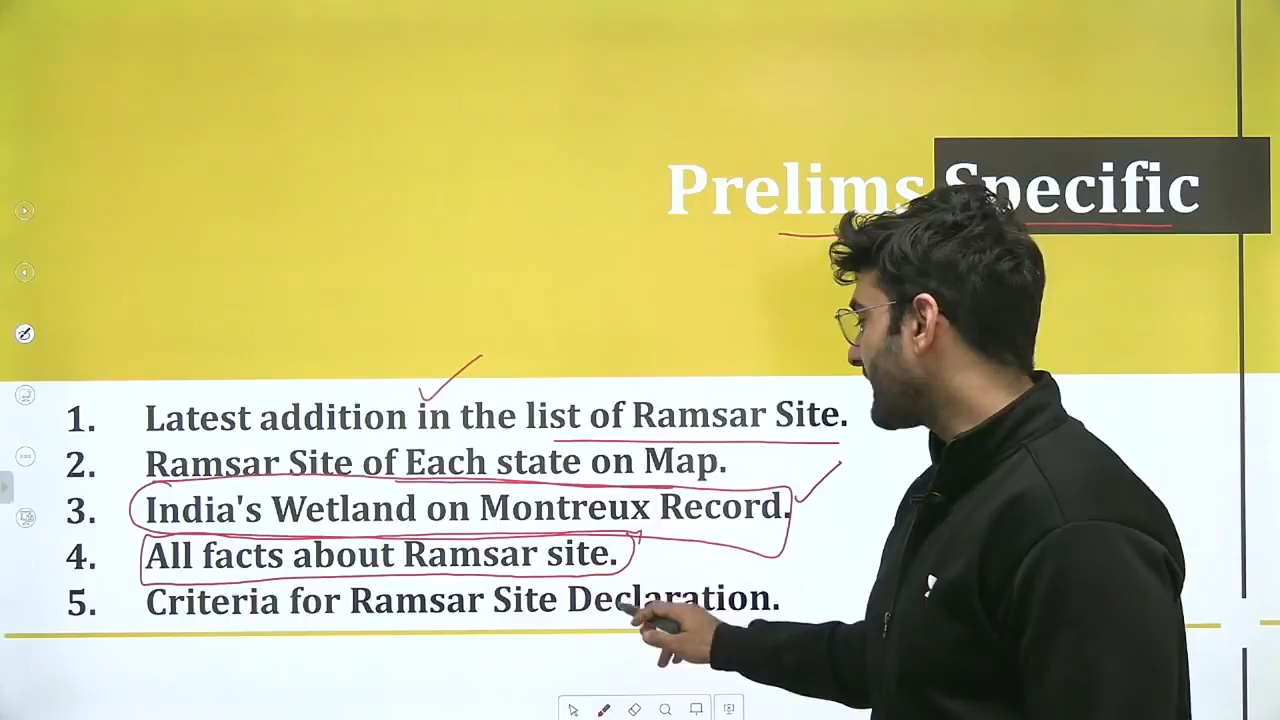 Prelims Specific
1. Latest addition in the list of Ramsar Site.
2. Ramsar Site of Each state on Map.
3. India's Wetland on Montreux Record.
4. All facts about Ramsar site.
5. Criteria for Ramsar Site Declaration.